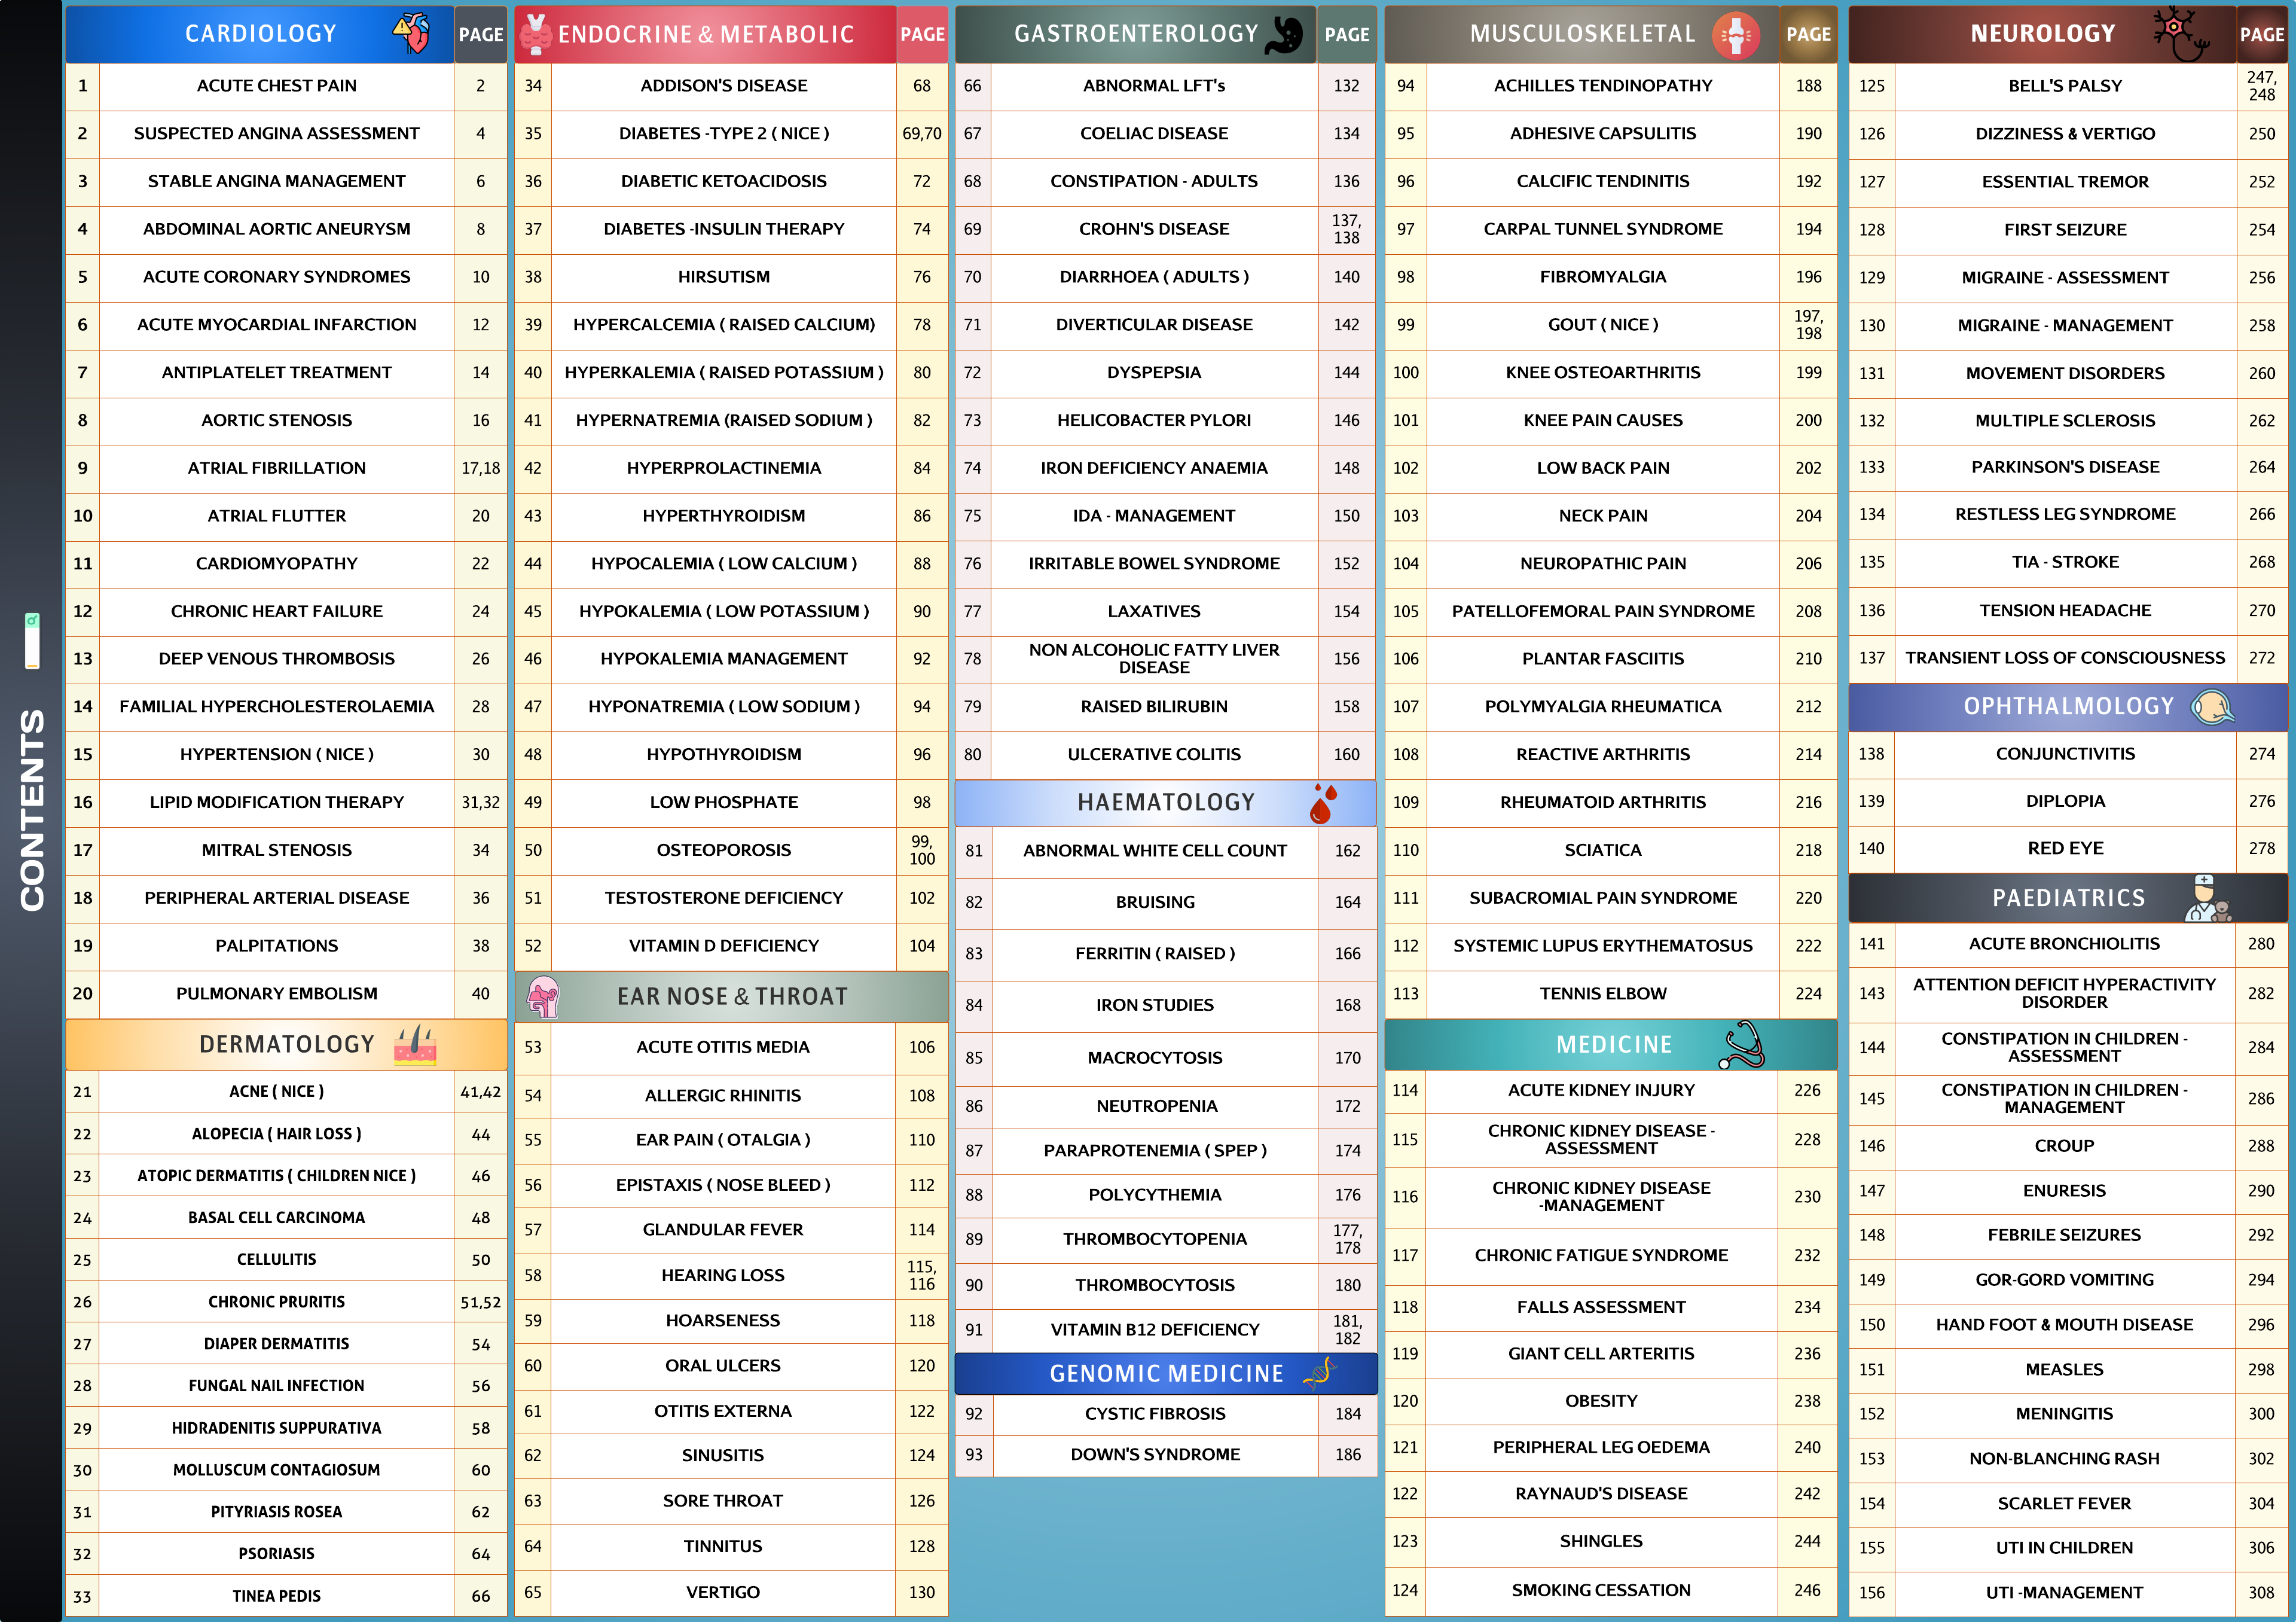 CONTENTS
CARDIOLOGY PAGE
1 ACUTE CHEST PAIN 2
2 SUSPECTED ANGINA ASSESSMENT 4
3 STABLE ANGINA MANAGEMENT 6
4 ABDOMINAL AORTIC ANEURYSM 8
5 ACUTE CORONARY SYNDROMES 10
6 ACUTE MYOCARDIAL INFARCTION 12
7 ANTIPLATELET TREATMENT 14
8 AORTIC STENOSIS 16
9 ATRIAL FIBRILLATION 17,18
10 ATRIAL FLUTTER 20
11 CARDIOMYOPATHY 22
12 CHRONIC HEART FAILURE 24
13 DEEP VENOUS THROMBOSIS 26
14 FAMILIAL HYPERCHOLESTEROLAEMIA 28
15 HYPERTENSION ( NICE ) 30
16 LIPID MODIFICATION THERAPY 31,32
17 MITRAL STENOSIS 34
18 PERIPHERAL ARTERIAL DISEASE 36
19 PALPITATIONS 38
20 PULMONARY EMBOLISM 40
DERMATOLOGY
21 ACNE ( NICE ) 41,42
22 ALOPECIA ( HAIR LOSS ) 44
23 ATOPIC DERMATITIS ( CHILDREN NICE ) 46
24 BASAL CELL CARCINOMA 48
25 CELLULITIS 50
26 CHRONIC PRURITIS 51,52
27 DIAPER DERMATITIS 54
28 FUNGAL NAIL INFECTION 56
29 HIDRADENITIS SUPPURATIVA 58
30 MOLLUSCUM CONTAGIOSUM 60
31 PITYRIASIS ROSEA 62
32 PSORIASIS 64
33 TINEA PEDIS 66
ENDOCRINE & METABOLIC PAGE
34 ADDISON'S DISEASE 68
35 DIABETES -TYPE 2 ( NICE ) 69,70
36 DIABETIC KETOACIDOSIS 72
37 DIABETES -INSULIN THERAPY 74
38 HIRSUTISM 76
39 HYPERCALCEMIA ( RAISED CALCIUM) 78
40 HYPERKALEMIA ( RAISED POTASSIUM ) 80
41 HYPERNATREMIA (RAISED SODIUM ) 82
42 HYPERPROLACTINEMIA 84
43 HYPERTHYROIDISM 86
44 HYPOCALEMIA ( LOW CALCIUM ) 88
45 HYPOKALEMIA ( LOW POTASSIUM ) 90
46 HYPOKALEMIA MANAGEMENT 92
47 HYPONATREMIA ( LOW SODIUM ) 94
48 HYPOTHYROIDISM 96
49 LOW PHOSPHATE 98
50 OSTEOPOROSIS 99,
100
51 TESTOSTERONE DEFICIENCY 102
52 VITAMIN D DEFICIENCY 104
EAR NOSE & THROAT
53 ACUTE OTITIS MEDIA 106
54 ALLERGIC RHINITIS 108
55 EAR PAIN ( OTALGIA ) 110
56 EPISTAXIS ( NOSE BLEED ) 112
57 GLANDULAR FEVER 114
58 HEARING LOSS 115,
116
59 HOARSENESS 118
60 ORAL ULCERS 120
61 OTITIS EXTERNA 122
62 SINUSITIS 124
63 SORE THROAT 126
64 TINNITUS 128
65 VERTIGO 130
GASTROENTEROLOGY PAGE
66 ABNORMAL LFT's 132
67 COELIAC DISEASE 134
68 CONSTIPATION - ADULTS 136
69 CROHN'S DISEASE 137,
138
70 DIARRHOEA ( ADULTS ) 140
71 DIVERTICULAR DISEASE 142
72 DYSPEPSIA 144
73 HELICOBACTER PYLORI 146
74 IRON DEFICIENCY ANAEMIA 148
75 IDA - MANAGEMENT 150
76 IRRITABLE BOWEL SYNDROME 152
77 LAXATIVES 154
78 NON ALCOHOLIC FATTY LIVER
DISEASE 156
79 RAISED BILIRUBIN 158
80 ULCERATIVE COLITIS 160
HAEMATOLOGY
81 ABNORMAL WHITE CELL COUNT 162
82 BRUISING 164
83 FERRITIN ( RAISED ) 166
84 IRON STUDIES 168
85 MACROCYTOSIS 170
86 NEUTROPENIA 172
87 PARAPROTENEMIA ( SPEP ) 174
88 POLYCYTHEMIA 176
89 THROMBOCYTOPENIA 177,
178
90 THROMBOCYTOSIS 180
91 VITAMIN B12 DEFICIENCY 181,
182
GENOMIC MEDICINE
92 CYSTIC FIBROSIS 184
93 DOWN'S SYNDROME 186
MUSCULOSKELETAL PAGE
94 ACHILLES TENDINOPATHY 188
95 ADHESIVE CAPSULITIS 190
96 CALCIFIC TENDINITIS 192
97 CARPAL TUNNEL SYNDROME 194
98 FIBROMYALGIA 196
99 GOUT ( NICE ) 197,
198
100 KNEE OSTEOARTHRITIS 199
101 KNEE PAIN CAUSES 200
102 LOW BACK PAIN 202
103 NECK PAIN 204
104 NEUROPATHIC PAIN 206
105 PATELLOFEMORAL PAIN SYNDROME 208
106 PLANTAR FASCIITIS 210
107 POLYMYALGIA RHEUMATICA 212
108 REACTIVE ARTHRITIS 214
109 RHEUMATOID ARTHRITIS 216
110 SCIATICA 218
111 SUBACROMIAL PAIN SYNDROME 220
112 SYSTEMIC LUPUS ERYTHEMATOSUS 222
113 TENNIS ELBOW 224
MEDICINE
114 ACUTE KIDNEY INJURY 226
115 CHRONIC KIDNEY DISEASE -
ASSESSMENT 228
116 CHRONIC KIDNEY DISEASE
-MANAGEMENT 230
117 CHRONIC FATIGUE SYNDROME 232
118 FALLS ASSESSMENT 234
119 GIANT CELL ARTERITIS 236
120 OBESITY 238
121 PERIPHERAL LEG OEDEMA 240
122 RAYNAUD'S DISEASE 242
123 SHINGLES 244
124 SMOKING CESSATION 246
NEUROLOGY PAGE
125 BELL'S PALSY 247,
248
126 DIZZINESS & VERTIGO 250
127 ESSENTIAL TREMOR 252
128 FIRST SEIZURE 254
129 MIGRAINE - ASSESSMENT 256
130 MIGRAINE - MANAGEMENT 258
131 MOVEMENT DISORDERS 260
132 MULTIPLE SCLEROSIS 262
133 PARKINSON'S DISEASE 264
134 RESTLESS LEG SYNDROME 266
135 TIA - STROKE 268
136 TENSION HEADACHE 270
137 TRANSIENT LOSS OF CONSCIOUSNESS 272
OPHTHALMOLOGY
138 CONJUNCTIVITIS 274
139 DIPLOPIA 276
140 RED EYE 278
PAEDIATRICS
141 ACUTE BRONCHIOLITIS 280
143 ATTENTION DEFICIT HYPERACTIVITY
DISORDER 282
144 CONSTIPATION IN CHILDREN -
ASSESSMENT 284
145 CONSTIPATION IN CHILDREN -
MANAGEMENT 286
146 CROUP 288
147 ENURESIS 290
148 FEBRILE SEIZURES 292
149 GOR-GORD VOMITING 294
150 HAND FOOT & MOUTH DISEASE 296
151 MEASLES 298
152 MENINGITIS 300
153 NON-BLANCHING RASH 302
154 SCARLET FEVER 304
155 UTI IN CHILDREN 306
156 UTI -MANAGEMENT 308